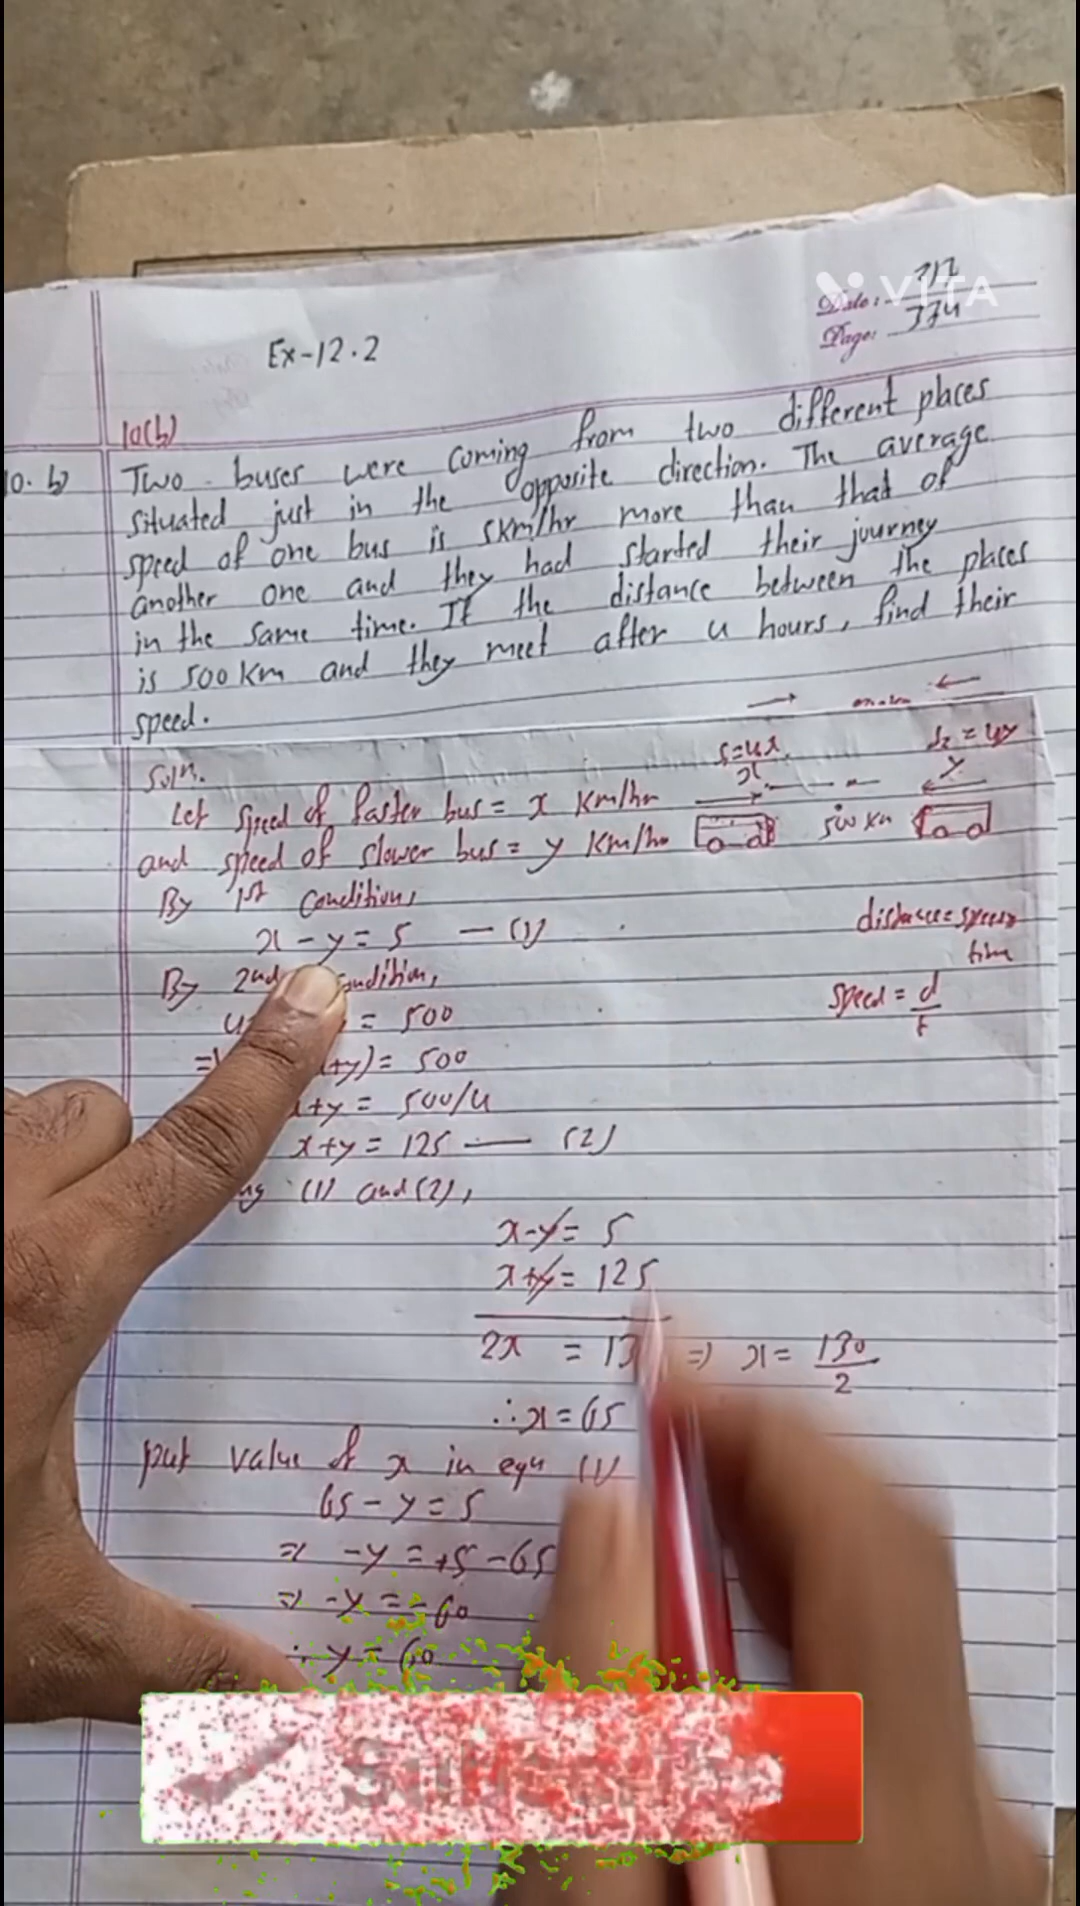 VITA
Date: 217
Page: 374
Ex-12.2
10(b)
10. b) Two buses were coming from two different places
situated just in the opposite direction. The average
speed of one bus is 5km/hr more than that of
another one and they had started their journey
in the same time. If the distance between the places
is 500 km and they meet after 4 hours, find their
speed.
Soln.
s=4x
s2 = 4y
x
y
Let speed of faster bus = x km/hr
500 km
and speed of slower bus = y km/hr
By 1st Condition,
x - y = 5 — (1)
distance = speed x
time
By 2nd Condition,
= 500
speed = d/t
+y) = 500
x+y = 500/4
x+y = 125 — (2)
(1) and (2),
x-y = 5
x+y = 125
2x = 13 => x = 130/2
∴ x = 65
put value of x in eqn (1)
65 - y = 5
=> -y = +5 - 65
=> -y = -60
∴ y = 60